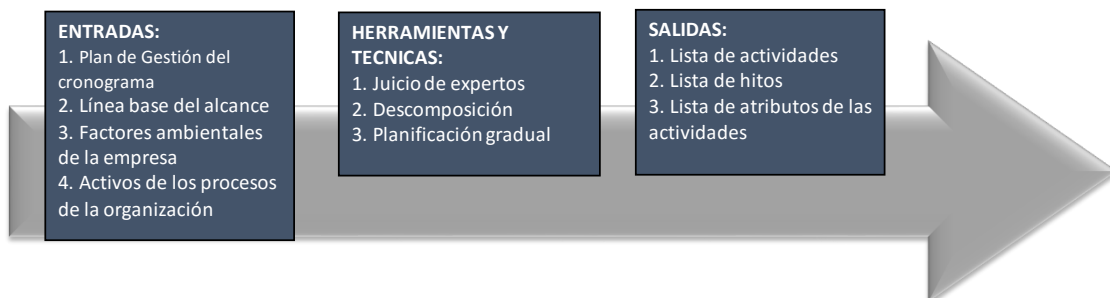 ENTRADAS:
1. Plan de Gestión del
cronograma
2. Línea base del alcance
3. Factores ambientales
de la empresa
4. Activos de los procesos
de la organización
HERRAMIENTAS Y
TECNICAS:
1. Juicio de expertos
2. Descomposición
3. Planificación gradual
SALIDAS:
1. Lista de actividades
2. Lista de hitos
3. Lista de atributos de las
actividades